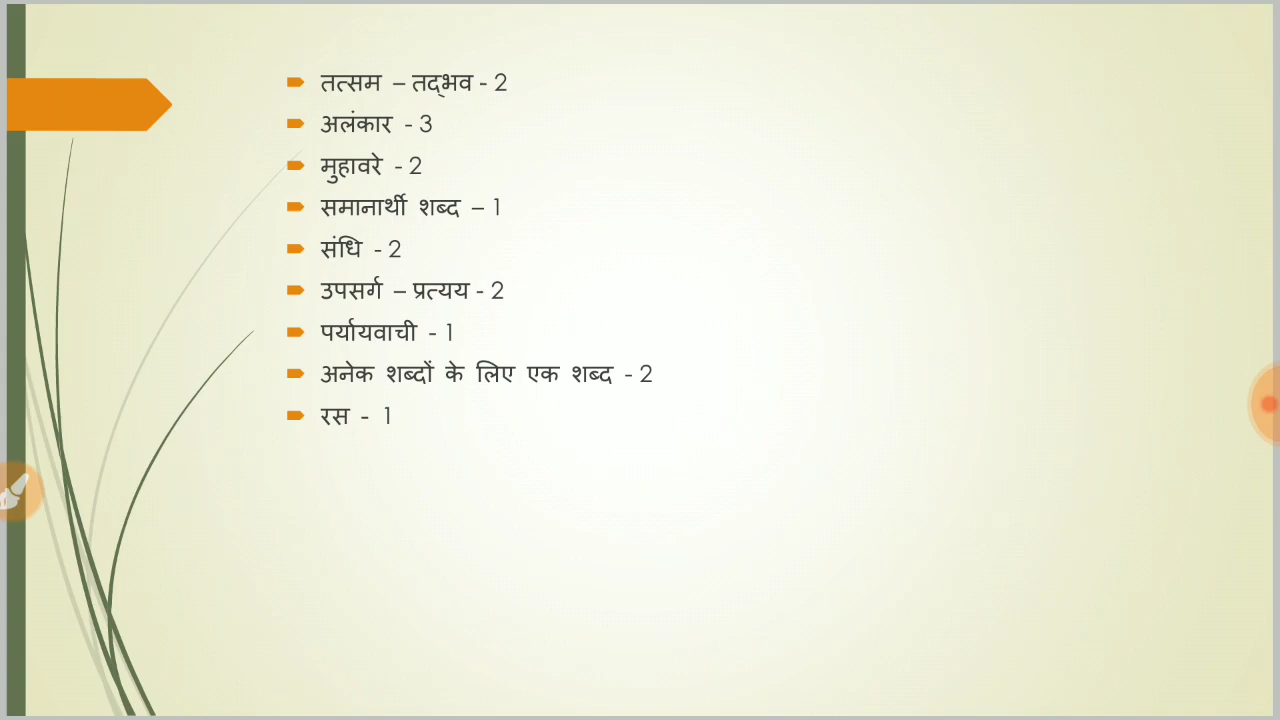 तत्सम – तद्भव - 2
अलंकार - 3
मुहावरे - 2
समानार्थी शब्द – 1
संधि - 2
उपसर्ग – प्रत्यय - 2
पर्यायवाची - 1
अनेक शब्दों के लिए एक शब्द - 2
रस - 1